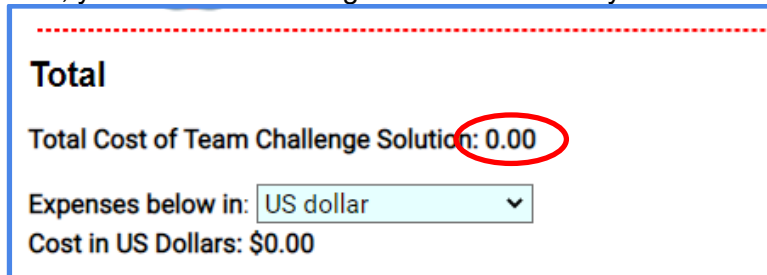 Total
Total Cost of Team Challenge Solution: 0.00
Expenses below in: US dollar
Cost in US Dollars: $0.00